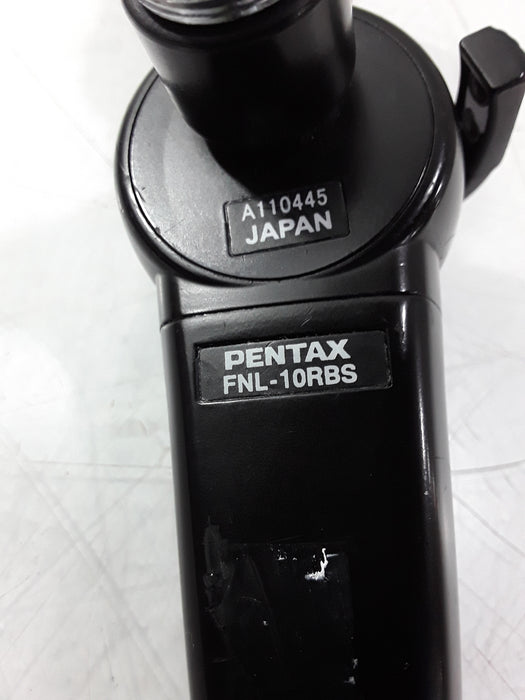 A110445
JAPAN
PENTAX
FNL-10RBS